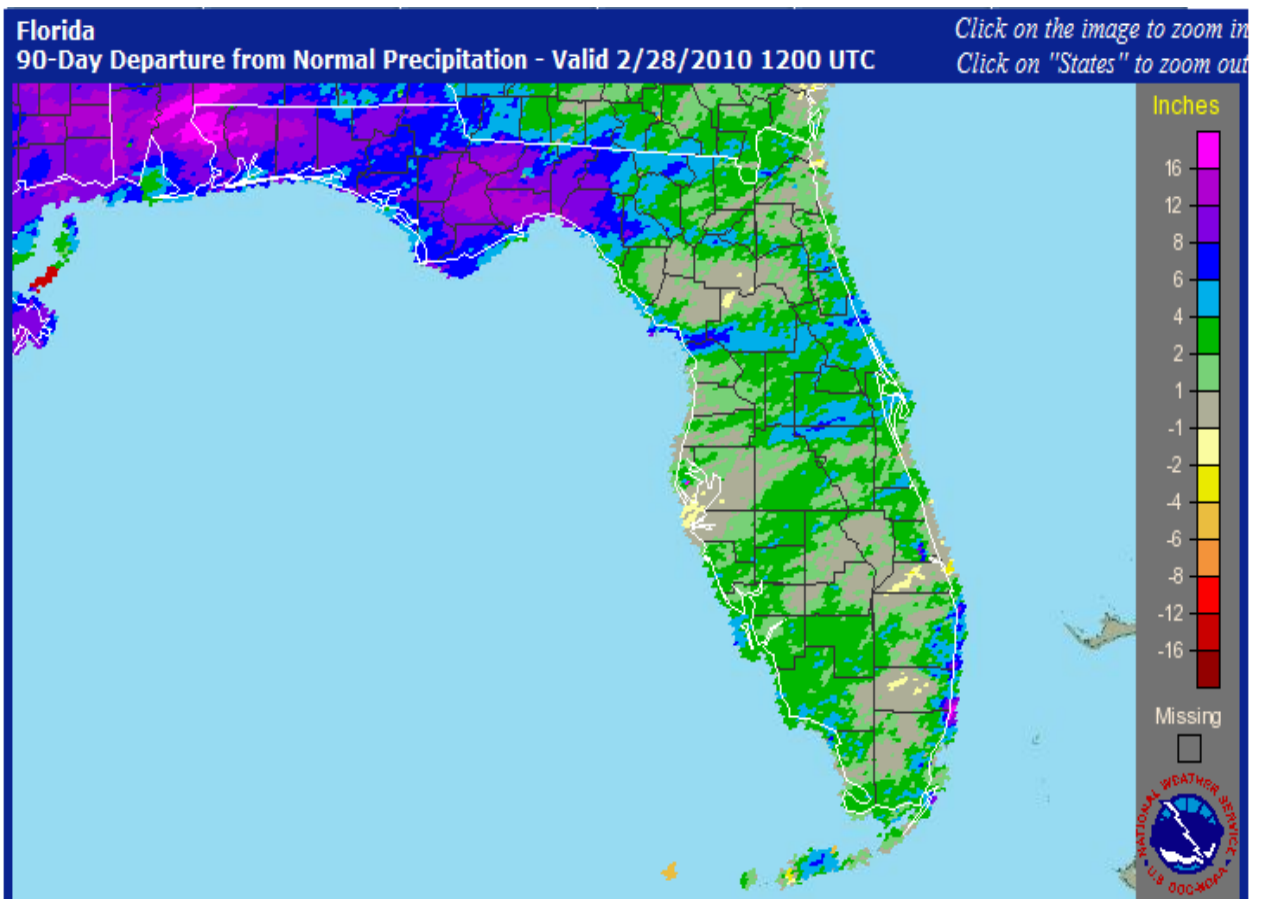 Florida
90-Day Departure from Normal Precipitation - Valid 2/28/2010 1200 UTC
Click on the image to zoom in
Click on "States" to zoom out
Inches
16
12
8
6
4
2
1
-1
-2
-4
-6
-8
-12
-16
Missing
NATIONAL WEATHER SERVICE
U.S DOC-NOAA